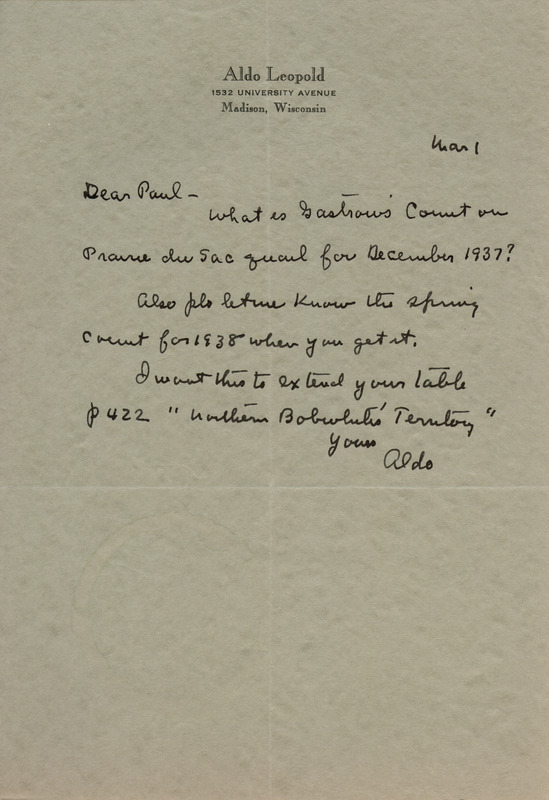 Aldo Leopold
1532 UNIVERSITY AVENUE
Madison, Wisconsin
Mar 1
Dear Paul -
What is Gastrow's Count on
Prairie du Sac quail for December 1937?
Also pls let me know the spring
count for 1938 when you get it.
I want this to extend your table
p 422 "Northern Bobwhite's Territory"
Yours
Aldo